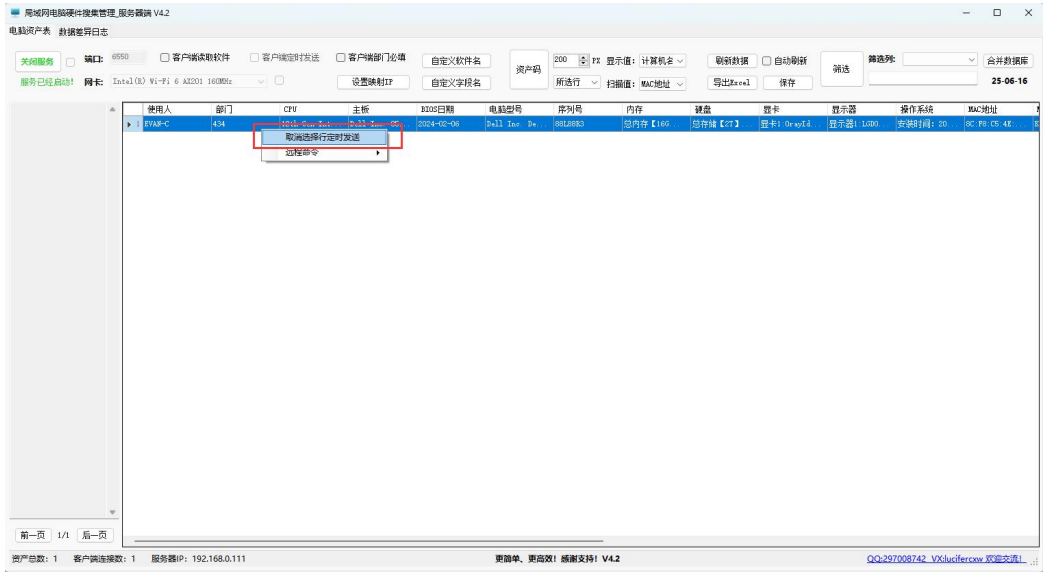 局域网电脑硬件搜集管理_服务器端 V4.2
电脑资产表 数据差异日志
关闭服务 端口: 6550 客户端读取软件 客户端定时发送 客户端部门必填 自定义软件名 资产码 200 PX 显示值: 计算机名 刷新数据 自动刷新 筛选 筛选列: 合并数据库
服务已经启动! 网卡: Intel(R) Wi-Fi 6 AX201 160MHz 设置映射IP 自定义字段名 所选行 扫描值: MAC地址 导出Excel 保存 25-06-16
使用人 部门 CPU 主板 BIOS日期 电脑型号 序列号 内存 硬盘 显卡 显示器 操作系统 MAC地址
1 EVAN-C 434 2024-02-06 Dell Inc. De... 总内存【16G... 总存储【2T】... 显示器1:LGD0... 安装时间: 20... 8C:F8:C5:4E:...
取消选择行定时发送
远程命令
前一页 1/1 后一页
资产总数: 1 客户端连接数: 1 服务器IP: 192.168.0.111 更简单、更高效! 感谢支持! V4.2 QQ:297008742 VX:lucifercxw 欢迎交流!